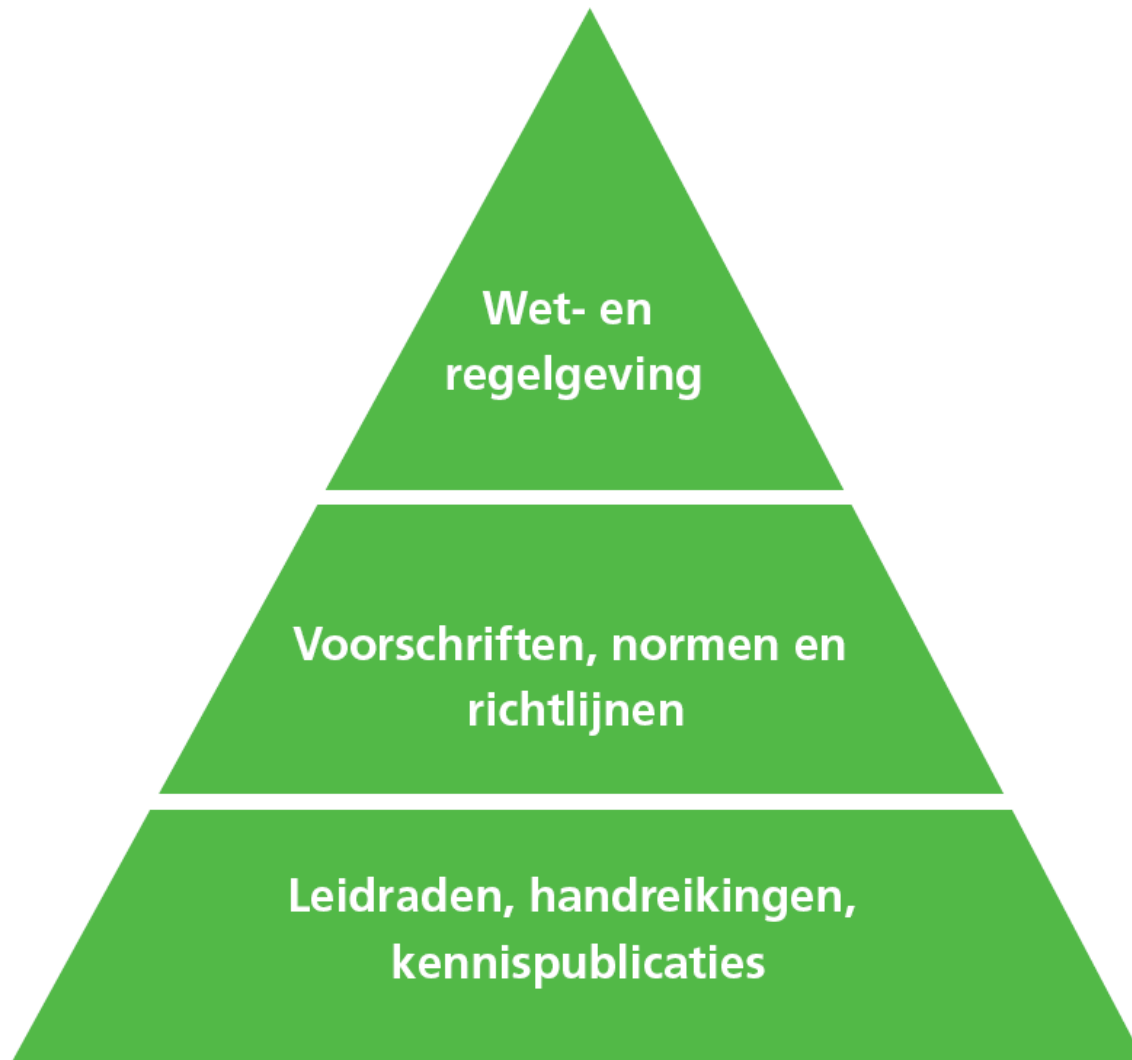 Wet- en
regelgeving
Voorschriften, normen en
richtlijnen
Leidraden, handreikingen,
kennispublicaties